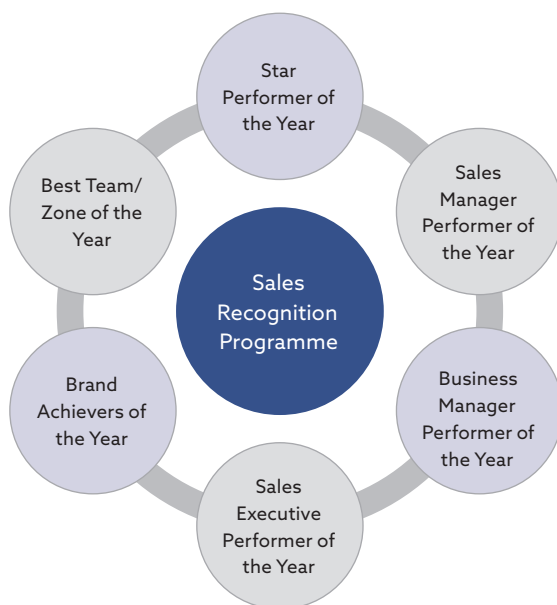 Star
Performer of
the Year
Sales
Manager
Performer of
the Year
Business
Manager
Performer of
the Year
Sales
Executive
Performer of
the Year
Brand
Achievers of
the Year
Best Team/
Zone of the
Year
Sales
Recognition
Programme